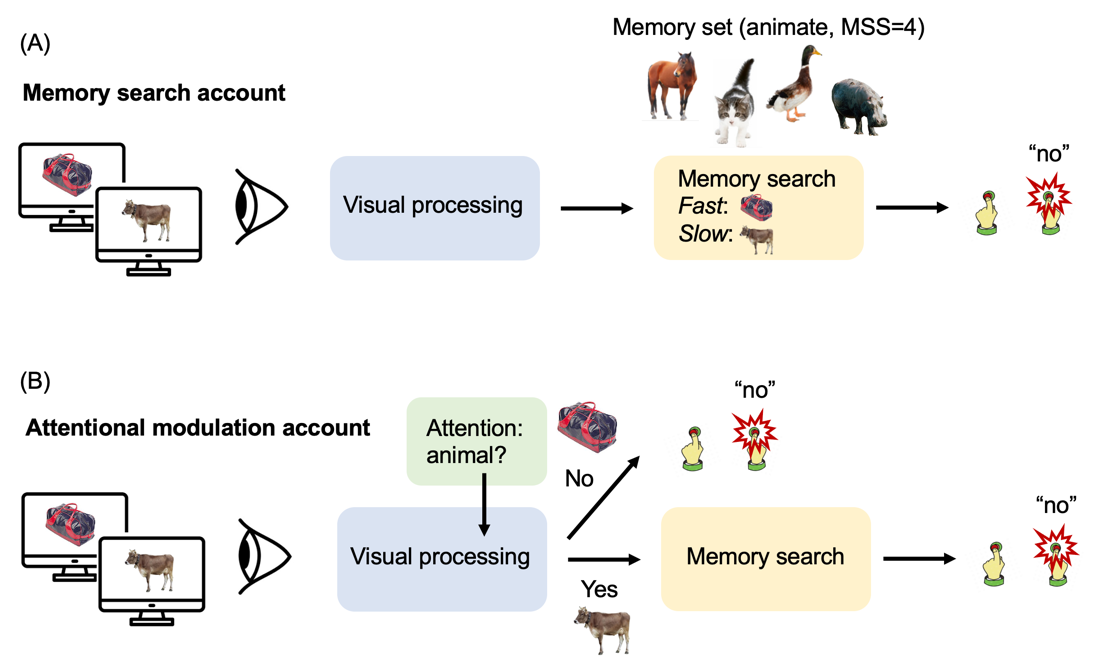 (A)
Memory set (animate, MSS=4)
Memory search account
Visual processing
Memory search
Fast:
Slow:
“no”
(B)
Attentional modulation account
Attention:
animal?
No
“no”
Visual processing
Yes
Memory search
“no”